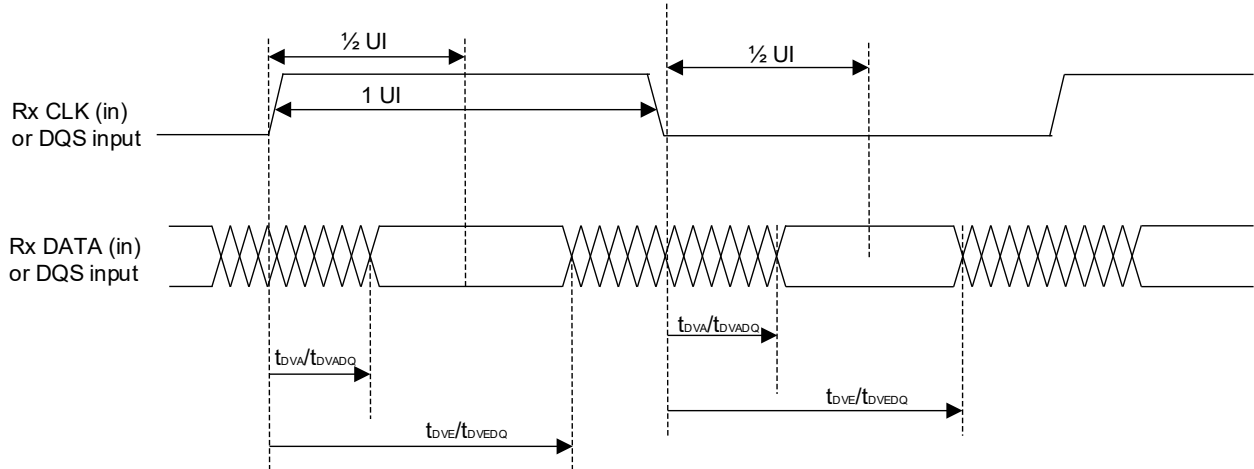 ½ UI
½ UI
1 UI
Rx CLK (in)
or DQS input
Rx DATA (in)
or DQS input
tDVA/tDVADQ
tDVA/tDVADQ
tDVE/tDVEDQ
tDVE/tDVEDQ